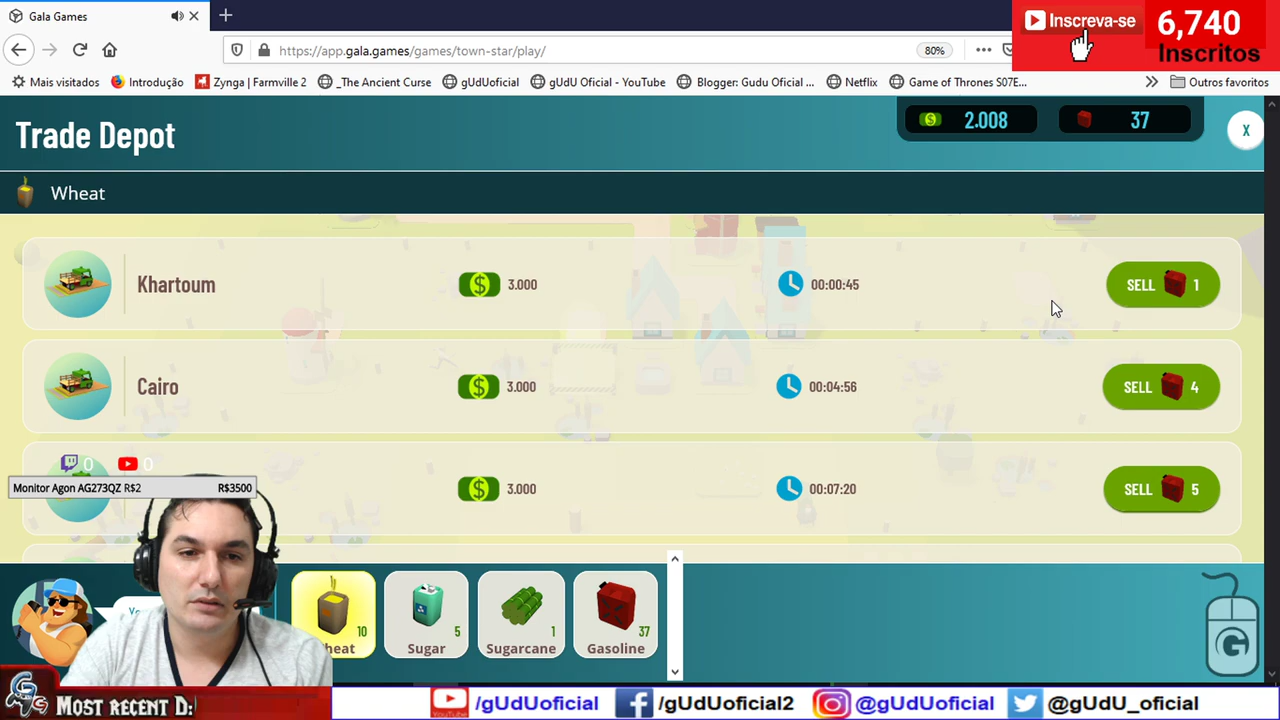 Gala Games
Inscreva-se
6,740
Inscritos
https://app.gala.games/games/town-star/play/
80%
Mais visitados
Introdução
Zynga | Farmville 2
_The Ancient Curse
gUdUoficial
gUdU Oficial - YouTube
Blogger: Gudu Oficial ...
Netflix
Game of Thrones S07E...
Outros favoritos
Trade Depot
2.008
37
X
Wheat
Khartoum
3.000
00:00:45
SELL 1
Cairo
3.000
00:04:56
SELL 4
0
0
Monitor Agon AG273QZ R$2 R$3500
3.000
00:07:20
SELL 5
10
5
Sugar
1
Sugarcane
37
Gasoline
G
Most recent D:
/gUdUoficial
/gUdUoficial2
@gUdUoficial
@gUdU_oficial